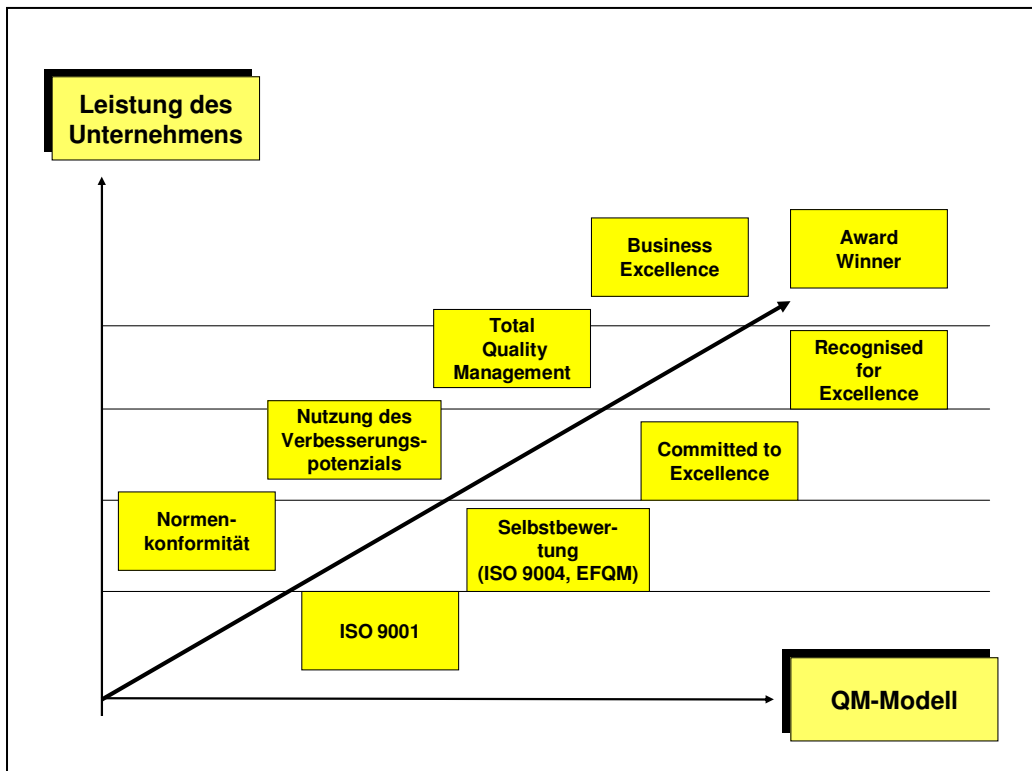 Leistung des
Unternehmens
Business
Excellence
Award
Winner
Total
Quality
Management
Recognised
for
Excellence
Nutzung des
Verbesserungs-
potenzials
Committed to
Excellence
Normen-
konformität
Selbstbewer-
tung
(ISO 9004, EFQM)
ISO 9001
QM-Modell